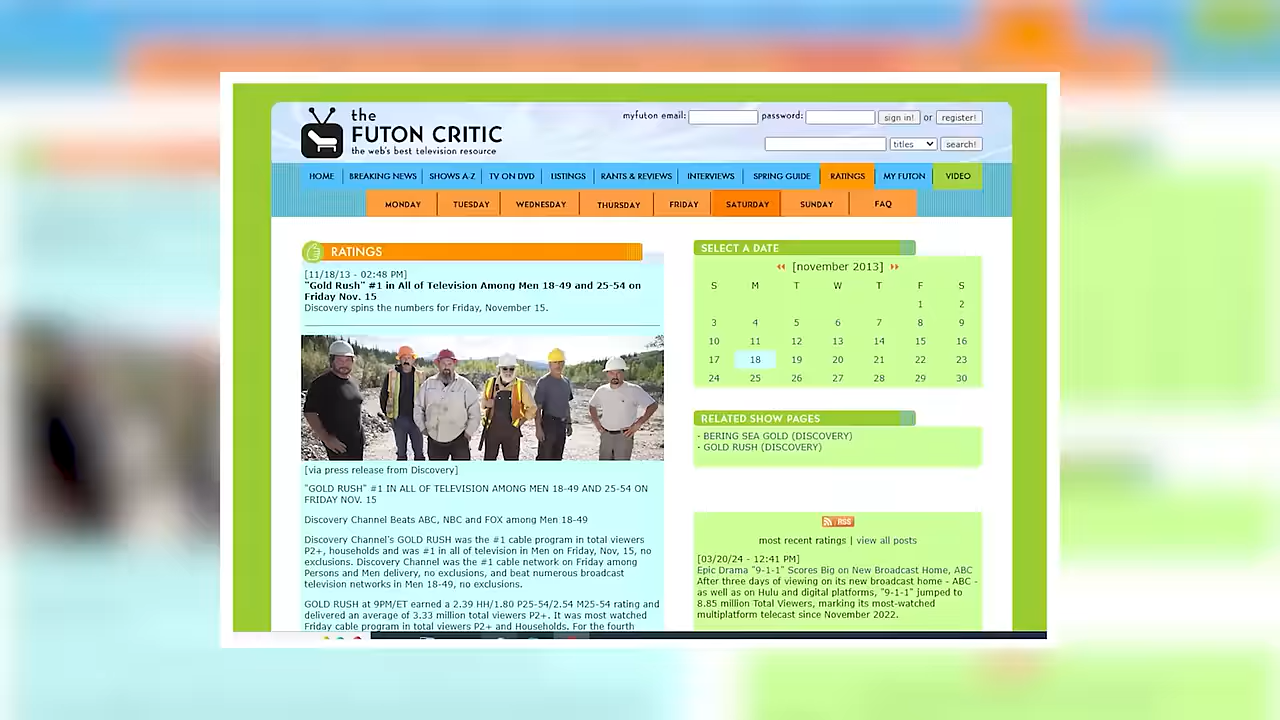 the
FUTON CRITIC
the web's best television resource
myfuton email: password: sign in! or register!
titles search!
HOME BREAKING NEWS SHOWS A-Z TV ON DVD LISTINGS RANTS & REVIEWS INTERVIEWS SPRING GUIDE RATINGS MY FUTON VIDEO
MONDAY TUESDAY WEDNESDAY THURSDAY FRIDAY SATURDAY SUNDAY FAQ
RATINGS
[11/18/13 - 02:48 PM]
"Gold Rush" #1 in All of Television Among Men 18-49 and 25-54 on
Friday Nov. 15
Discovery spins the numbers for Friday, November 15.
[via press release from Discovery]
"GOLD RUSH" #1 IN ALL OF TELEVISION AMONG MEN 18-49 AND 25-54 ON
FRIDAY NOV. 15
Discovery Channel Beats ABC, NBC and FOX among Men 18-49
Discovery Channel's GOLD RUSH was the #1 cable program in total viewers
P2+, households and was #1 in all of television in Men on Friday, Nov, 15, no
exclusions. Discovery Channel was the #1 cable network on Friday among
Persons and Men delivery, no exclusions, and beat numerous broadcast
television networks in Men 18-49, no exclusions.
GOLD RUSH at 9PM/ET earned a 2.39 HH/1.80 P25-54/2.54 M25-54 rating and
delivered an average of 3.33 million total viewers P2+. It was most watched
Friday cable program in total viewers P2+ and Households. For the fourth
SELECT A DATE
[november 2013]
S M T W T F S
1 2
3 4 5 6 7 8 9
10 11 12 13 14 15 16
17 18 19 20 21 22 23
24 25 26 27 28 29 30
RELATED SHOW PAGES
- BERING SEA GOLD (DISCOVERY)
- GOLD RUSH (DISCOVERY)
RSS
most recent ratings | view all posts
[03/20/24 - 12:41 PM]
Epic Drama "9-1-1" Scores Big on New Broadcast Home, ABC
After three days of viewing on its new broadcast home - ABC -
as well as on Hulu and digital platforms, "9-1-1" jumped to
8.85 million Total Viewers, marking its most-watched
multiplatform telecast since November 2022.